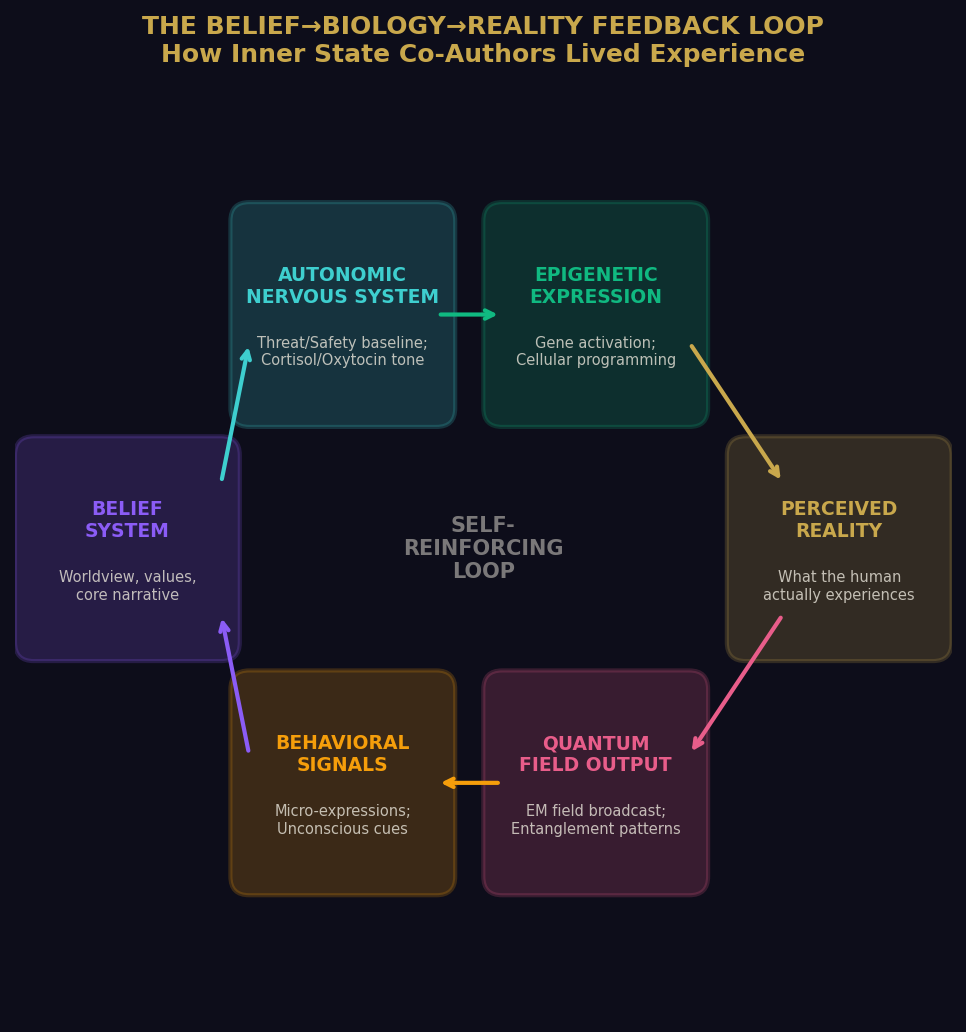 THE BELIEF→BIOLOGY→REALITY FEEDBACK LOOP
How Inner State Co-Authors Lived Experience
AUTONOMIC
NERVOUS SYSTEM
Threat/Safety baseline;
Cortisol/Oxytocin tone
EPIGENETIC
EXPRESSION
Gene activation;
Cellular programming
BELIEF
SYSTEM
Worldview, values,
core narrative
SELF-
REINFORCING
LOOP
PERCEIVED
REALITY
What the human
actually experiences
BEHAVIORAL
SIGNALS
Micro-expressions;
Unconscious cues
QUANTUM
FIELD OUTPUT
EM field broadcast;
Entanglement patterns